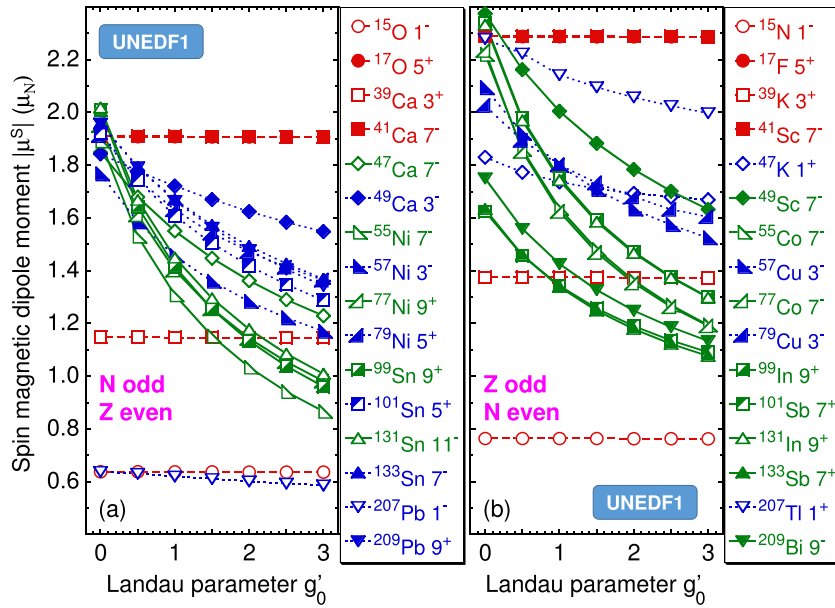 Spin magnetic dipole moment |μ^S| (μ_N)
2.2
2.0
1.8
1.6
1.4
1.2
1.0
0.8
0.6
UNEDF1
N odd
Z even
(a)
0 1 2 3
Landau parameter g'_0
¹⁵O 1⁻
¹⁷O 5⁺
³⁹Ca 3⁺
⁴¹Ca 7⁻
⁴⁷Ca 7⁻
⁴⁹Ca 3⁻
⁵⁵Ni 7⁻
⁵⁷Ni 3⁻
⁷⁷Ni 9⁺
⁷⁹Ni 5⁺
⁹⁹Sn 9⁺
¹⁰¹Sn 5⁺
¹³¹Sn 11⁻
¹³³Sn 7⁻
²⁰⁷Pb 1⁻
²⁰⁹Pb 9⁺
Z odd
N even
(b)
UNEDF1
0 1 2 3
Landau parameter g'_0
¹⁵N 1⁻
¹⁷F 5⁺
³⁹K 3⁺
⁴¹Sc 7⁻
⁴⁷K 1⁺
⁴⁹Sc 7⁻
⁵⁵Co 7⁻
⁵⁷Cu 3⁻
⁷⁷Co 7⁻
⁷⁹Cu 3⁻
⁹⁹In 9⁺
¹⁰¹Sb 7⁺
¹³¹In 9⁺
¹³³Sb 7⁺
²⁰⁷Tl 1⁺
²⁰⁹Bi 9⁻